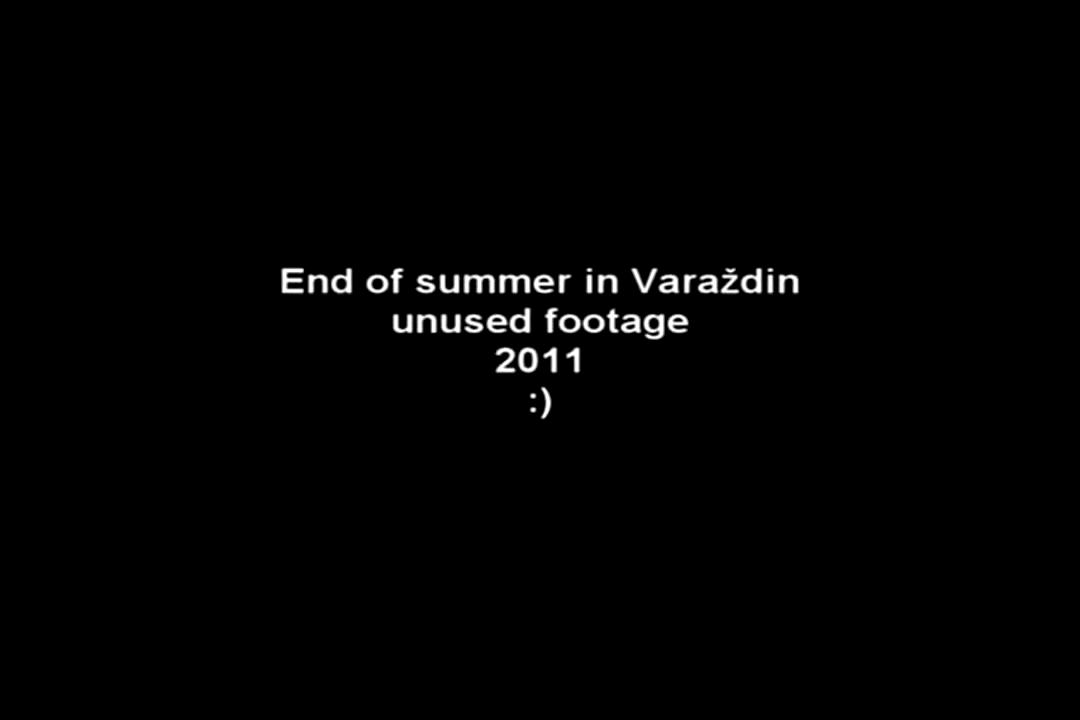 End of summer in Varaždin
unused footage
2011
:)